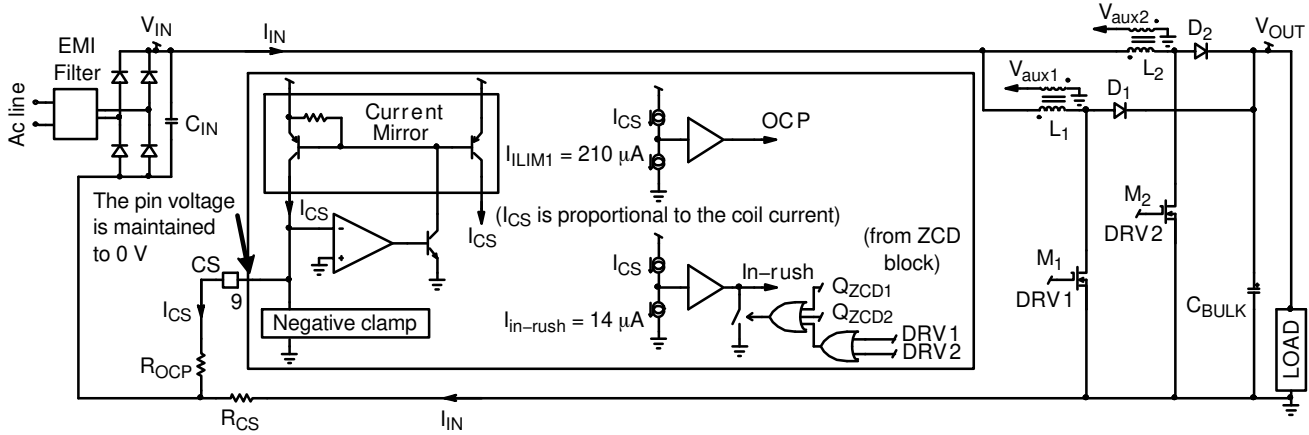 EMI
Filter
Ac line
V_IN
I_IN
C_IN
Current
Mirror
I_CS
I_CS
The pin voltage
is maintained
to 0 V
CS
9
I_CS
R_OCP
R_CS
Negative clamp
I_CS
OCP
I_ILIM1 = 210 μA
(I_CS is proportional to the coil current)
I_CS
In−rush
I_in−rush = 14 μA
(from ZCD
block)
Q_ZCD1
Q_ZCD2
DRV1
DRV2
I_IN
V_aux2
D_2
V_OUT
L_2
V_aux1
D_1
L_1
M_2
DRV2
M_1
DRV1
C_BULK
LOAD